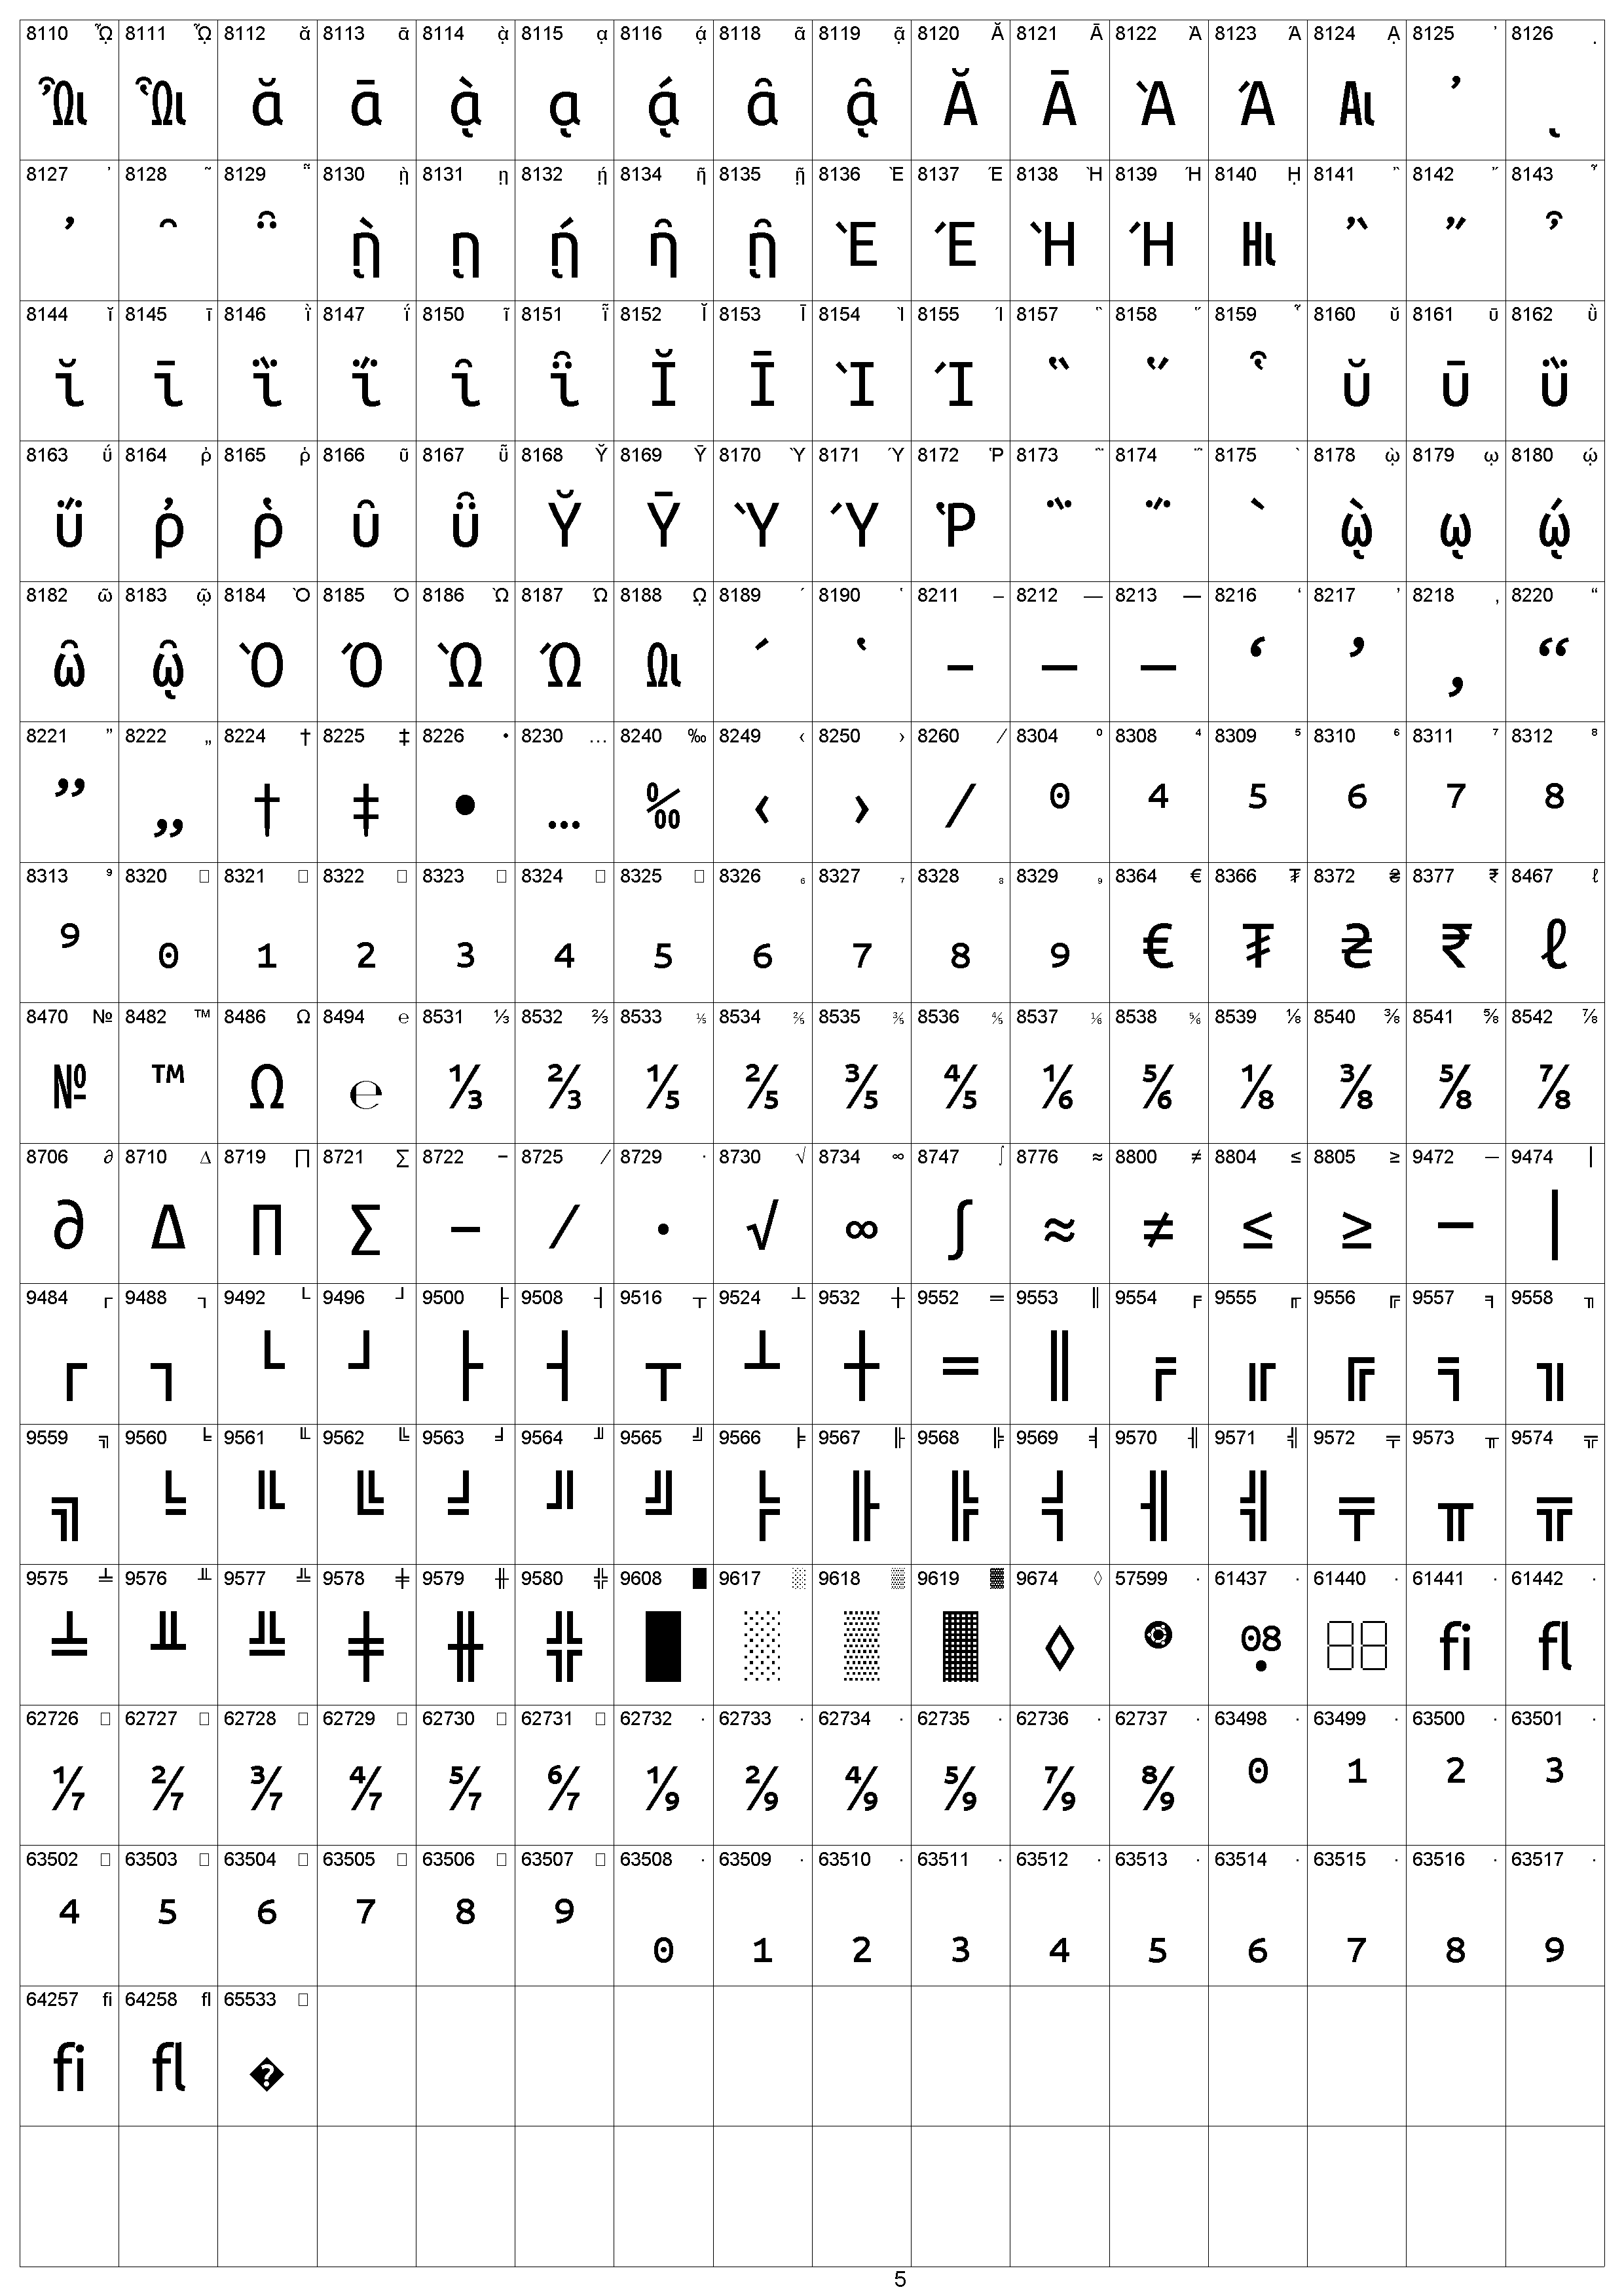 8110 ᾮ 8111 ᾯ 8112 ᾰ 8113 ᾱ 8114 ᾲ 8115 ᾳ 8116 ᾴ 8118 ᾶ 8119 ᾷ 8120 Ᾰ 8121 Ᾱ 8122 Ὰ 8123 Ά 8124 ᾼ 8125 ᾽ 8126 ι
ᾮ ᾯ ᾰ ᾱ ᾲ ᾳ ᾴ ᾶ ᾷ Ᾰ Ᾱ Ὰ Ά ᾼ ᾽ ι
8127 ᾿ 8128 ῀ 8129 ῁ 8130 ῂ 8131 ῃ 8132 ῄ 8134 ῆ 8135 ῇ 8136 Ὲ 8137 Έ 8138 Ὴ 8139 Ή 8140 ῌ 8141 ῍ 8142 ῎ 8143 ῏
᾿ ῀ ῁ ῂ ῃ ῄ ῆ ῇ Ὲ Έ Ὴ Ή ῌ ῍ ῎ ῏
8144 ῐ 8145 ῑ 8146 ῒ 8147 ΐ 8150 ῖ 8151 ῗ 8152 Ῐ 8153 Ῑ 8154 Ὶ 8155 Ί 8157 ῝ 8158 ῞ 8159 ῟ 8160 ῠ 8161 ῡ 8162 ῢ
ῐ ῑ ῒ ΐ ῖ ῗ Ῐ Ῑ Ὶ Ί ῝ ῞ ῟ ῠ ῡ ῢ
8163 ΰ 8164 ῤ 8165 ῥ 8166 ῦ 8167 ῧ 8168 Ῠ 8169 Ῡ 8170 Ὺ 8171 Ύ 8172 Ῥ 8173 ῭ 8174 ΅ 8175 ` 8178 ῲ 8179 ῳ 8180 ῴ
ΰ ῤ ῥ ῦ ῧ Ῠ Ῡ Ὺ Ύ Ῥ ῭ ΅ ` ῲ ῳ ῴ
8182 ῶ 8183 ῷ 8184 Ὸ 8185 Ό 8186 Ὼ 8187 Ώ 8188 ῼ 8189 ´ 8190 ῾ 8211 – 8212 — 8213 ― 8216 ‘ 8217 ’ 8218 ‚ 8220 “
ῶ ῷ Ὸ Ό Ὼ Ώ ῼ ´ ῾ – — ― ‘ ’ ‚ “
8221 ” 8222 „ 8224 † 8225 ‡ 8226 • 8230 … 8240 ‰ 8249 ‹ 8250 › 8260 ⁄ 8304 ⁰ 8308 ⁴ 8309 ⁵ 8310 ⁶ 8311 ⁷ 8312 ⁸
” „ † ‡ • … ‰ ‹ › ⁄ ⁰ ⁴ ⁵ ⁶ ⁷ ⁸
8313 ⁹ 8320 □ 8321 □ 8322 □ 8323 □ 8324 □ 8325 □ 8326 ₆ 8327 ₇ 8328 ₈ 8329 ₉ 8364 € 8366 ₮ 8372 ₴ 8377 ₹ 8467 ℓ
⁹ ₀ ₁ ₂ ₃ ₄ ₅ ₆ ₇ ₈ ₉ € ₮ ₴ ₹ ℓ
8470 № 8482 ™ 8486 Ω 8494 ℮ 8531 ⅓ 8532 ⅔ 8533 ⅕ 8534 ⅖ 8535 ⅗ 8536 ⅘ 8537 ⅙ 8538 ⅚ 8539 ⅛ 8540 ⅜ 8541 ⅝ 8542 ⅞
№ ™ Ω ℮ ⅓ ⅔ ⅕ ⅖ ⅗ ⅘ ⅙ ⅚ ⅛ ⅜ ⅝ ⅞
8706 ∂ 8710 ∆ 8719 ∏ 8721 ∑ 8722 − 8725 ∕ 8729 ∙ 8730 √ 8734 ∞ 8747 ∫ 8776 ≈ 8800 ≠ 8804 ≤ 8805 ≥ 9472 ─ 9474 │
∂ ∆ ∏ ∑ − ∕ ∙ √ ∞ ∫ ≈ ≠ ≤ ≥ ─ │
9484 ┌ 9488 ┐ 9492 └ 9496 ┘ 9500 ├ 9508 ┤ 9516 ┬ 9524 ┴ 9532 ┼ 9552 ═ 9553 ║ 9554 ╒ 9555 ╓ 9556 ╔ 9557 ╕ 9558 ╖
┌ ┐ └ ┘ ├ ┤ ┬ ┴ ┼ ═ ║ ╒ ╓ ╔ ╕ ╖
9559 ╗ 9560 ╘ 9561 ╙ 9562 ╚ 9563 ╛ 9564 ╜ 9565 ╝ 9566 ╞ 9567 ╟ 9568 ╠ 9569 ╡ 9570 ╢ 9571 ╣ 9572 ╤ 9573 ╥ 9574 ╦
╗ ╘ ╙ ╚ ╛ ╜ ╝ ╞ ╟ ╠ ╡ ╢ ╣ ╤ ╥ ╦
9575 ╧ 9576 ╨ 9577 ╩ 9578 ╪ 9579 ╫ 9580 ╬ 9608 █ 9617 ░ 9618 ▒ 9619 ▓ 9674 ◊ 57599 · 61437 · 61440 · 61441 · 61442 ·
╧ ╨ ╩ ╪ ╫ ╬ █ ░ ▒ ▓ ◊ 08 ﬁ ﬂ
62726 □ 62727 □ 62728 □ 62729 □ 62730 □ 62731 □ 62732 · 62733 · 62734 · 62735 · 62736 · 62737 · 63498 · 63499 · 63500 · 63501 ·
1⁄7 2⁄7 3⁄7 4⁄7 5⁄7 6⁄7 1⁄9 2⁄9 4⁄9 5⁄9 7⁄9 8⁄9 0 1 2 3
63502 □ 63503 □ 63504 □ 63505 □ 63506 □ 63507 □ 63508 · 63509 · 63510 · 63511 · 63512 · 63513 · 63514 · 63515 · 63516 · 63517 ·
4 5 6 7 8 9 0 1 2 3 4 5 6 7 8 9
64257 ﬁ 64258 ﬂ 65533 □
ﬁ ﬂ �
5